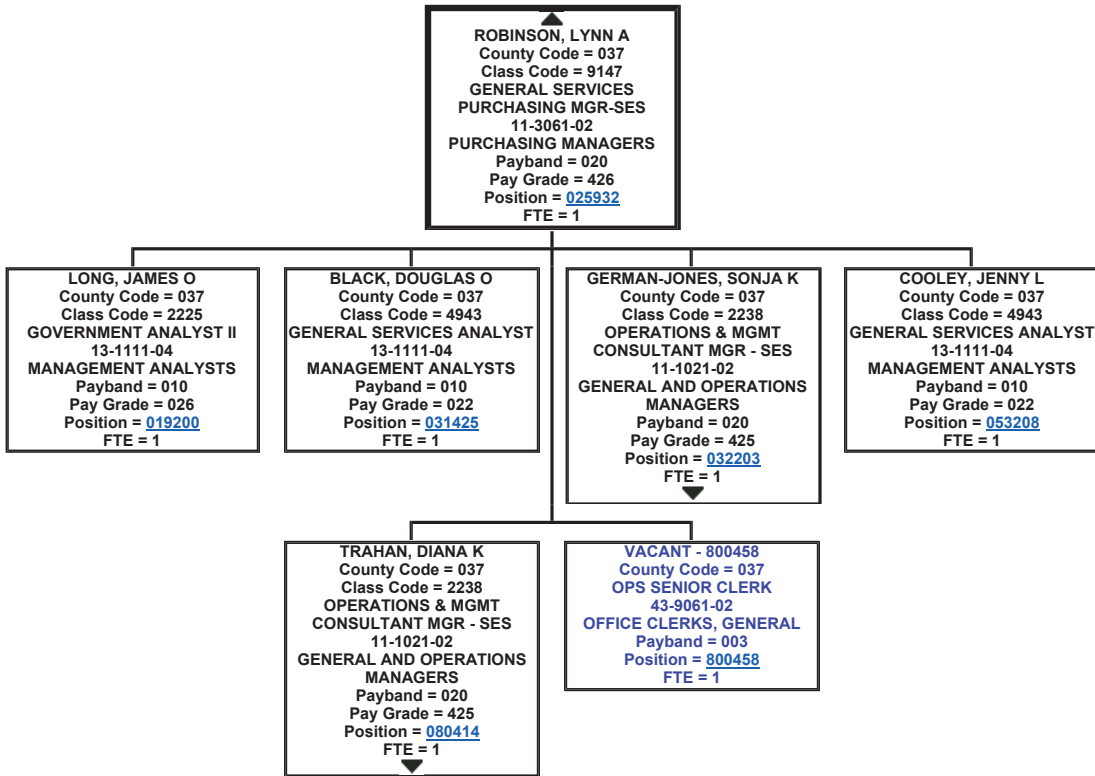 ROBINSON, LYNN A
County Code = 037
Class Code = 9147
GENERAL SERVICES
PURCHASING MGR-SES
11-3061-02
PURCHASING MANAGERS
Payband = 020
Pay Grade = 426
Position = 025932
FTE = 1
LONG, JAMES O
County Code = 037
Class Code = 2225
GOVERNMENT ANALYST II
13-1111-04
MANAGEMENT ANALYSTS
Payband = 010
Pay Grade = 026
Position = 019200
FTE = 1
BLACK, DOUGLAS O
County Code = 037
Class Code = 4943
GENERAL SERVICES ANALYST
13-1111-04
MANAGEMENT ANALYSTS
Payband = 010
Pay Grade = 022
Position = 031425
FTE = 1
GERMAN-JONES, SONJA K
County Code = 037
Class Code = 2238
OPERATIONS & MGMT
CONSULTANT MGR - SES
11-1021-02
GENERAL AND OPERATIONS
MANAGERS
Payband = 020
Pay Grade = 425
Position = 032203
FTE = 1
COOLEY, JENNY L
County Code = 037
Class Code = 4943
GENERAL SERVICES ANALYST
13-1111-04
MANAGEMENT ANALYSTS
Payband = 010
Pay Grade = 022
Position = 053208
FTE = 1
TRAHAN, DIANA K
County Code = 037
Class Code = 2238
OPERATIONS & MGMT
CONSULTANT MGR - SES
11-1021-02
GENERAL AND OPERATIONS
MANAGERS
Payband = 020
Pay Grade = 425
Position = 080414
FTE = 1
VACANT - 800458
County Code = 037
OPS SENIOR CLERK
43-9061-02
OFFICE CLERKS, GENERAL
Payband = 003
Position = 800458
FTE = 1